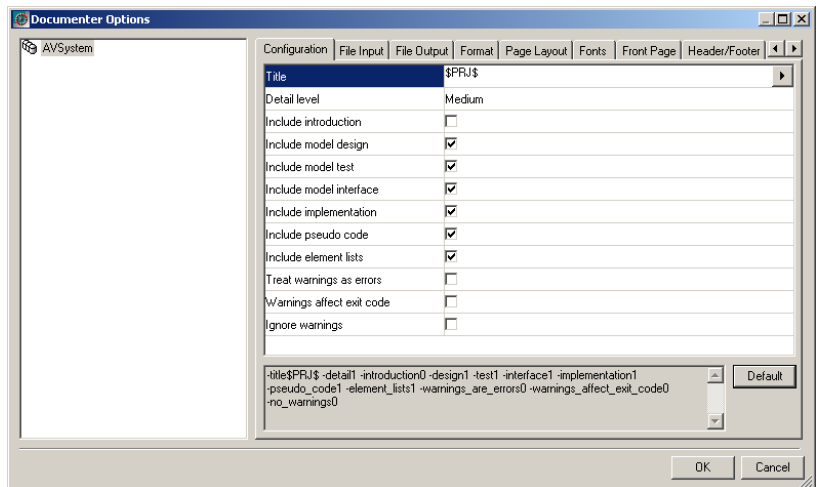 Documenter Options
AVSystem
Configuration File Input File Output Format Page Layout Fonts Front Page Header/Footer
Title $PRJ$
Detail level Medium
Include introduction
Include model design
Include model test
Include model interface
Include implementation
Include pseudo code
Include element lists
Treat warnings as errors
Warnings affect exit code
Ignore warnings
-title$PRJ$ -detail1 -introduction0 -design1 -test1 -interface1 -implementation1
-pseudo_code1 -element_lists1 -warnings_are_errors0 -warnings_affect_exit_code0
-no_warnings0
Default
OK Cancel